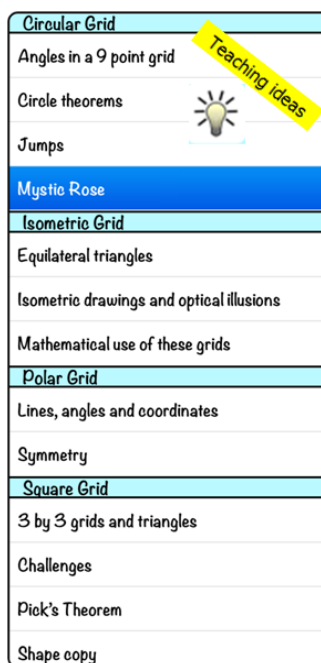 Circular Grid
Teaching ideas
Angles in a 9 point grid
Circle theorems
Jumps
Mystic Rose
Isometric Grid
Equilateral triangles
Isometric drawings and optical illusions
Mathematical use of these grids
Polar Grid
Lines, angles and coordinates
Symmetry
Square Grid
3 by 3 grids and triangles
Challenges
Pick's Theorem
Shape copy